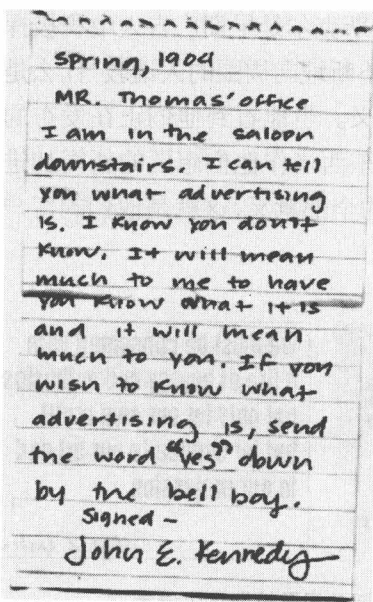 Spring, 1904
MR. Thomas' office
I am in the saloon
downstairs. I can tell
you what advertising
is. I know you don't
know. It will mean
much to me to have
you know what it is
and it will mean
much to you. If you
wish to know what
advertising is, send
the word "yes" down
by the bell boy.
Signed –
John E. Kennedy